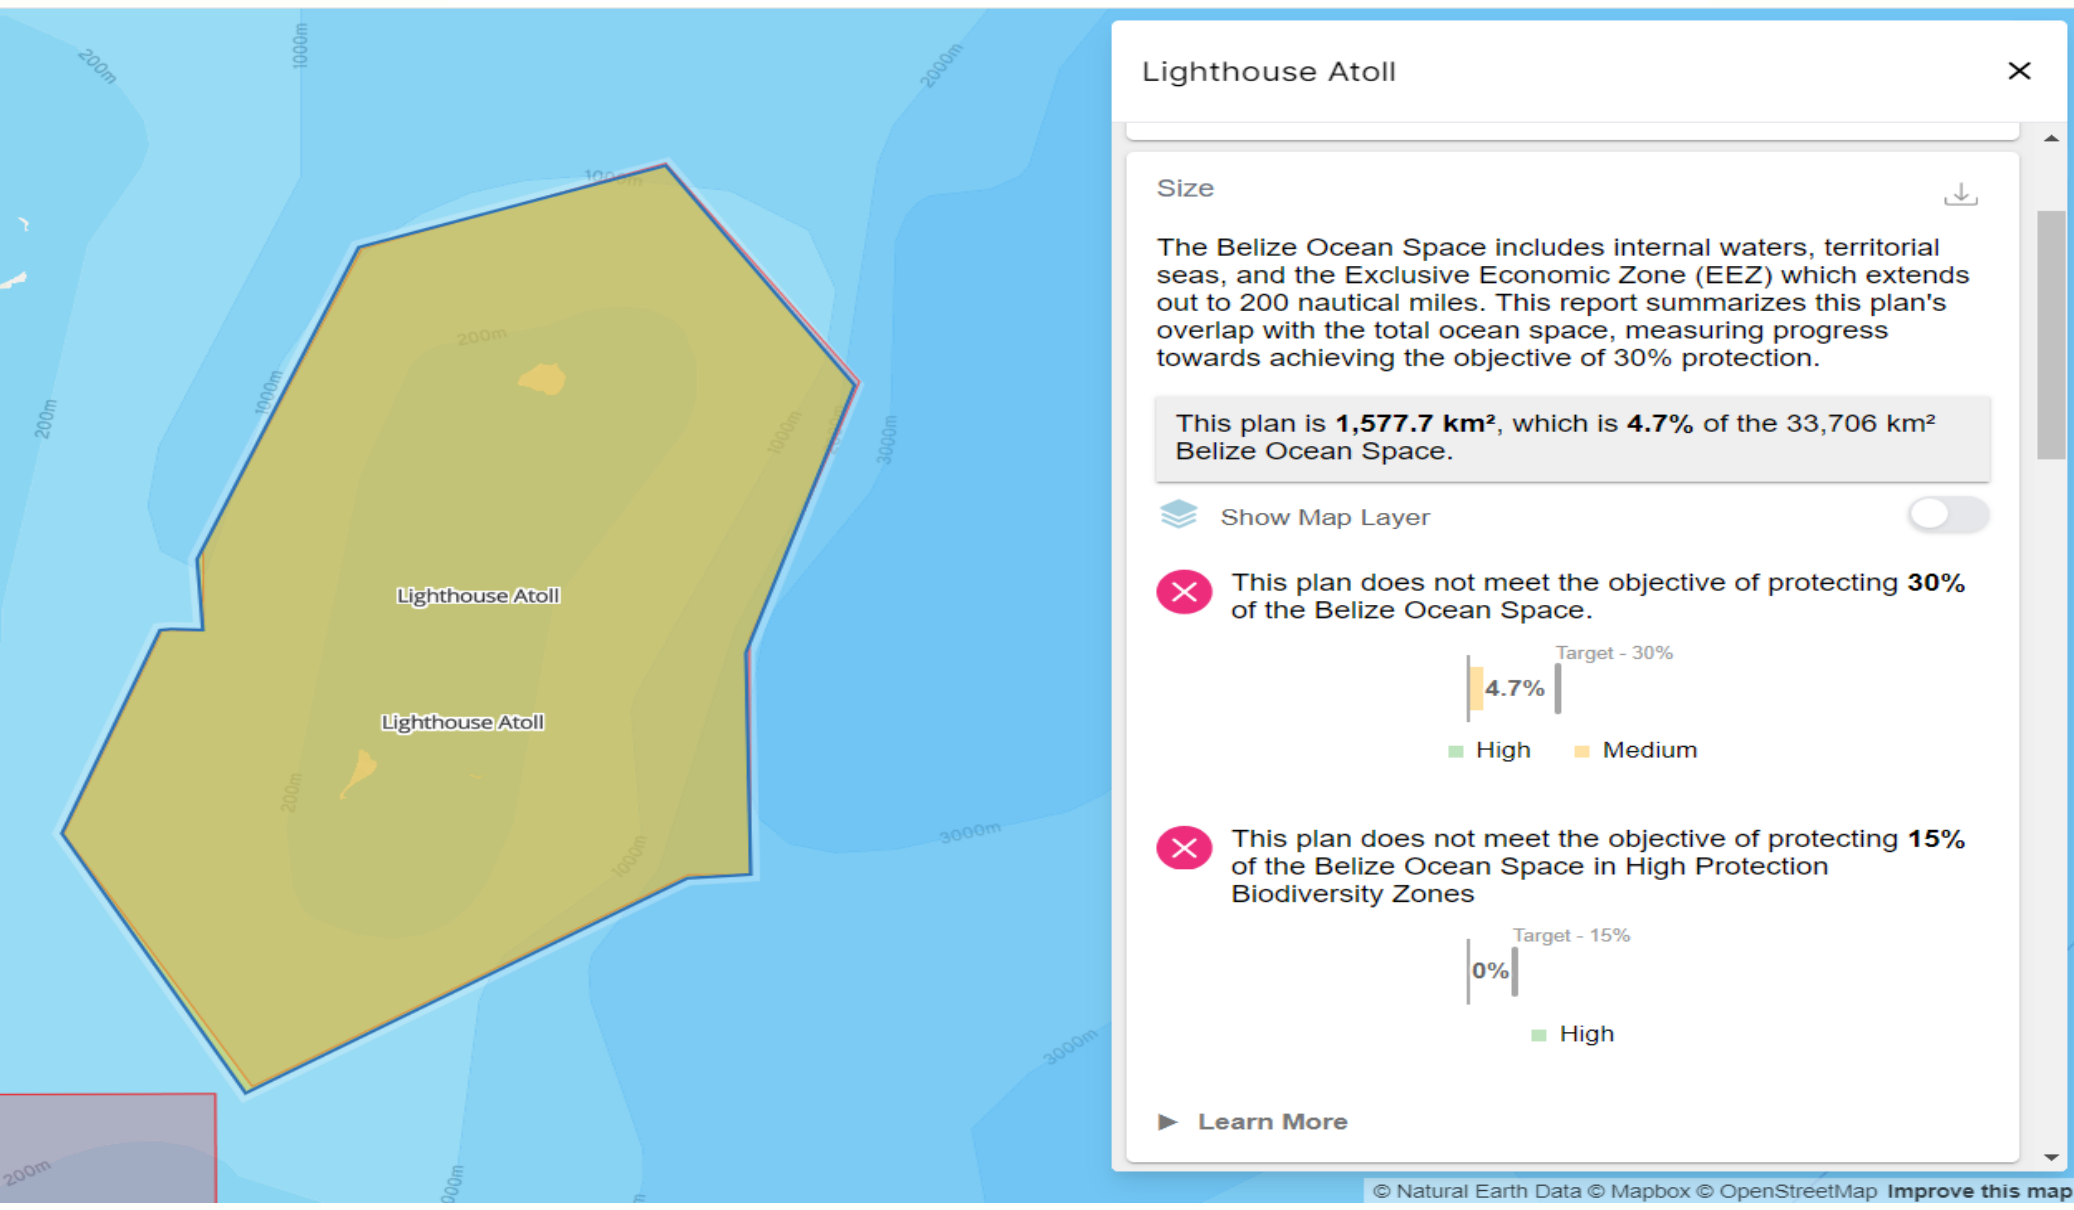 200m
1000m
2000m
1000m
200m
1000m
200m
1000m
3000m
Lighthouse Atoll
Lighthouse Atoll
200m
1000m
3000m
3000m
200m
Lighthouse Atoll
Size
The Belize Ocean Space includes internal waters, territorial
seas, and the Exclusive Economic Zone (EEZ) which extends
out to 200 nautical miles. This report summarizes this plan's
overlap with the total ocean space, measuring progress
towards achieving the objective of 30% protection.
This plan is 1,577.7 km², which is 4.7% of the 33,706 km²
Belize Ocean Space.
Show Map Layer
This plan does not meet the objective of protecting 30%
of the Belize Ocean Space.
Target - 30%
4.7%
High Medium
This plan does not meet the objective of protecting 15%
of the Belize Ocean Space in High Protection
Biodiversity Zones
Target - 15%
0%
High
Learn More
© Natural Earth Data © Mapbox © OpenStreetMap Improve this map